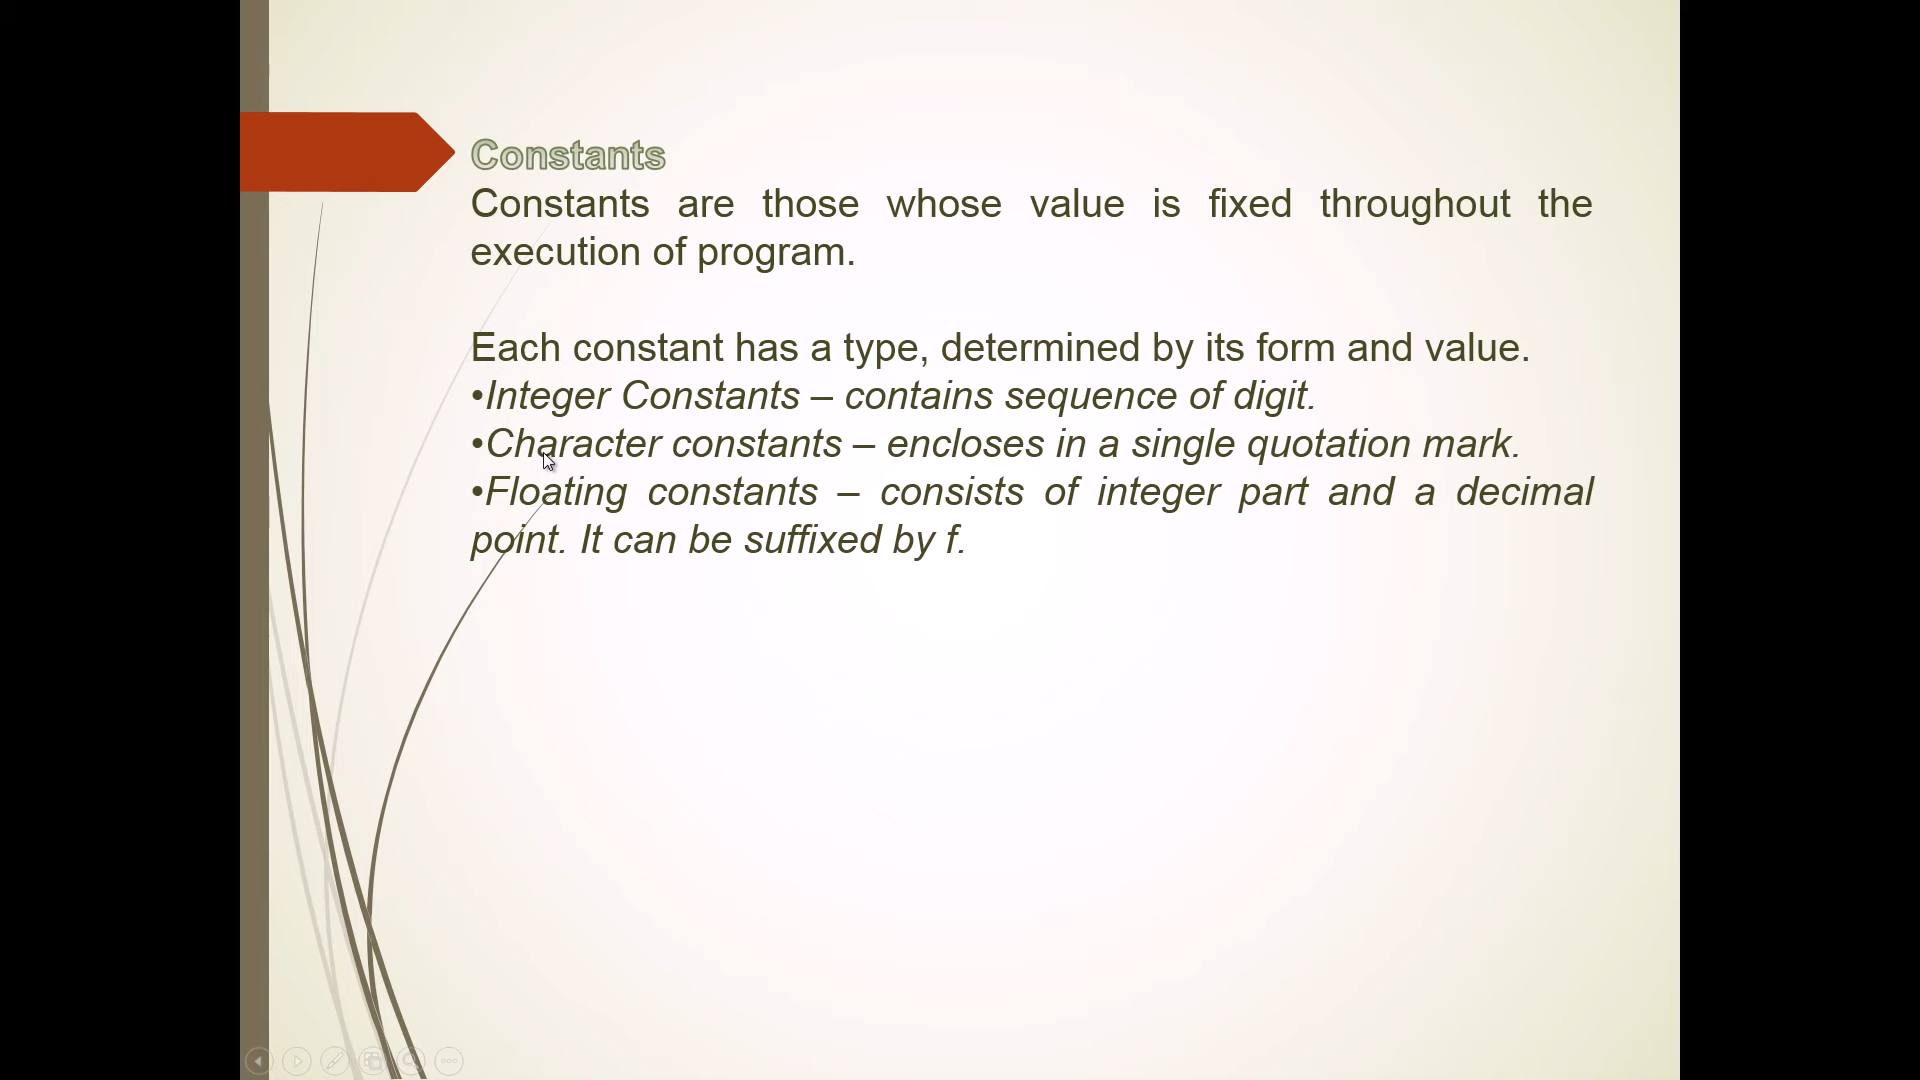 Constants
Constants are those whose value is fixed throughout the
execution of program.
Each constant has a type, determined by its form and value.
•Integer Constants – contains sequence of digit.
•Character constants – encloses in a single quotation mark.
•Floating constants – consists of integer part and a decimal
point. It can be suffixed by f.